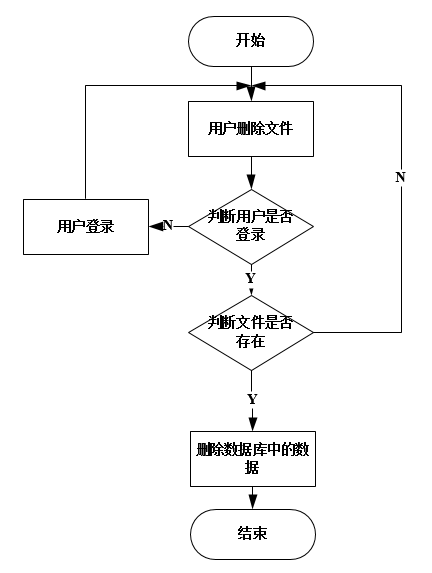 开始
用户删除文件
N
判断用户是否
登录
N
用户登录
Y
判断文件是否
存在
Y
删除数据库中的数
据
结束